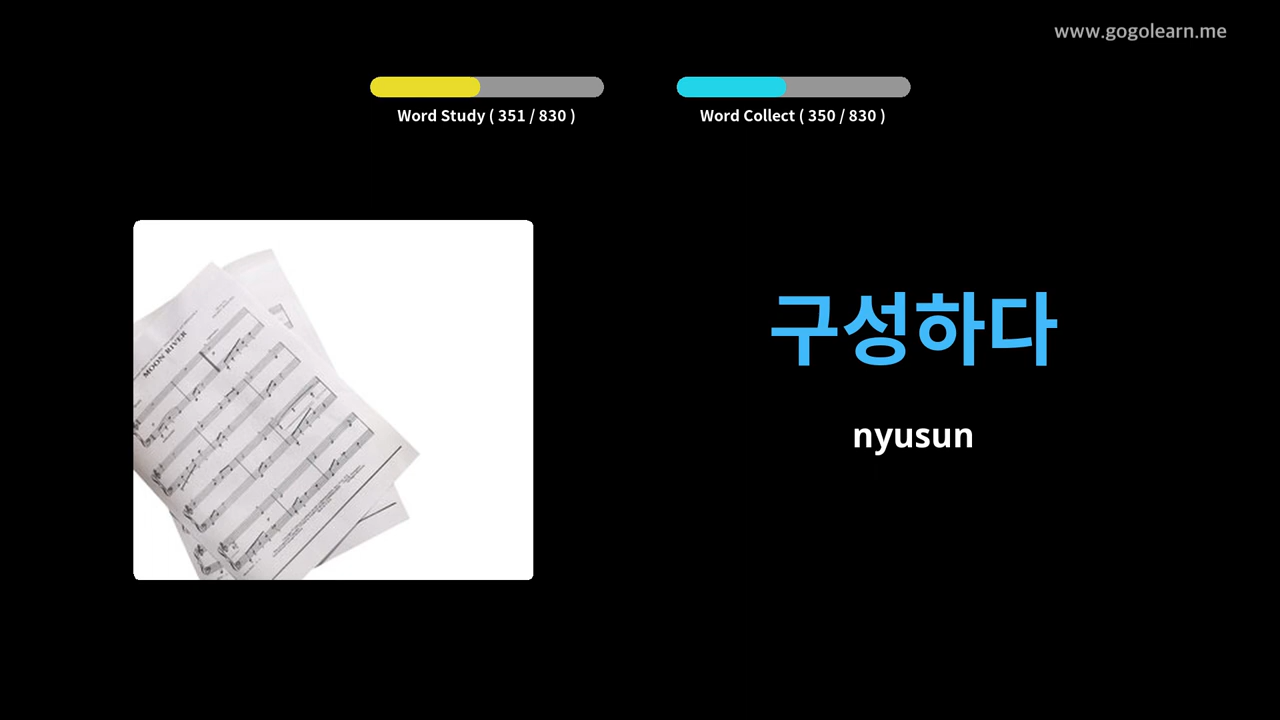 www.gogolearn.me
Word Study ( 351 / 830 )
Word Collect ( 350 / 830 )
MOON RIVER
구성하다
nyusun